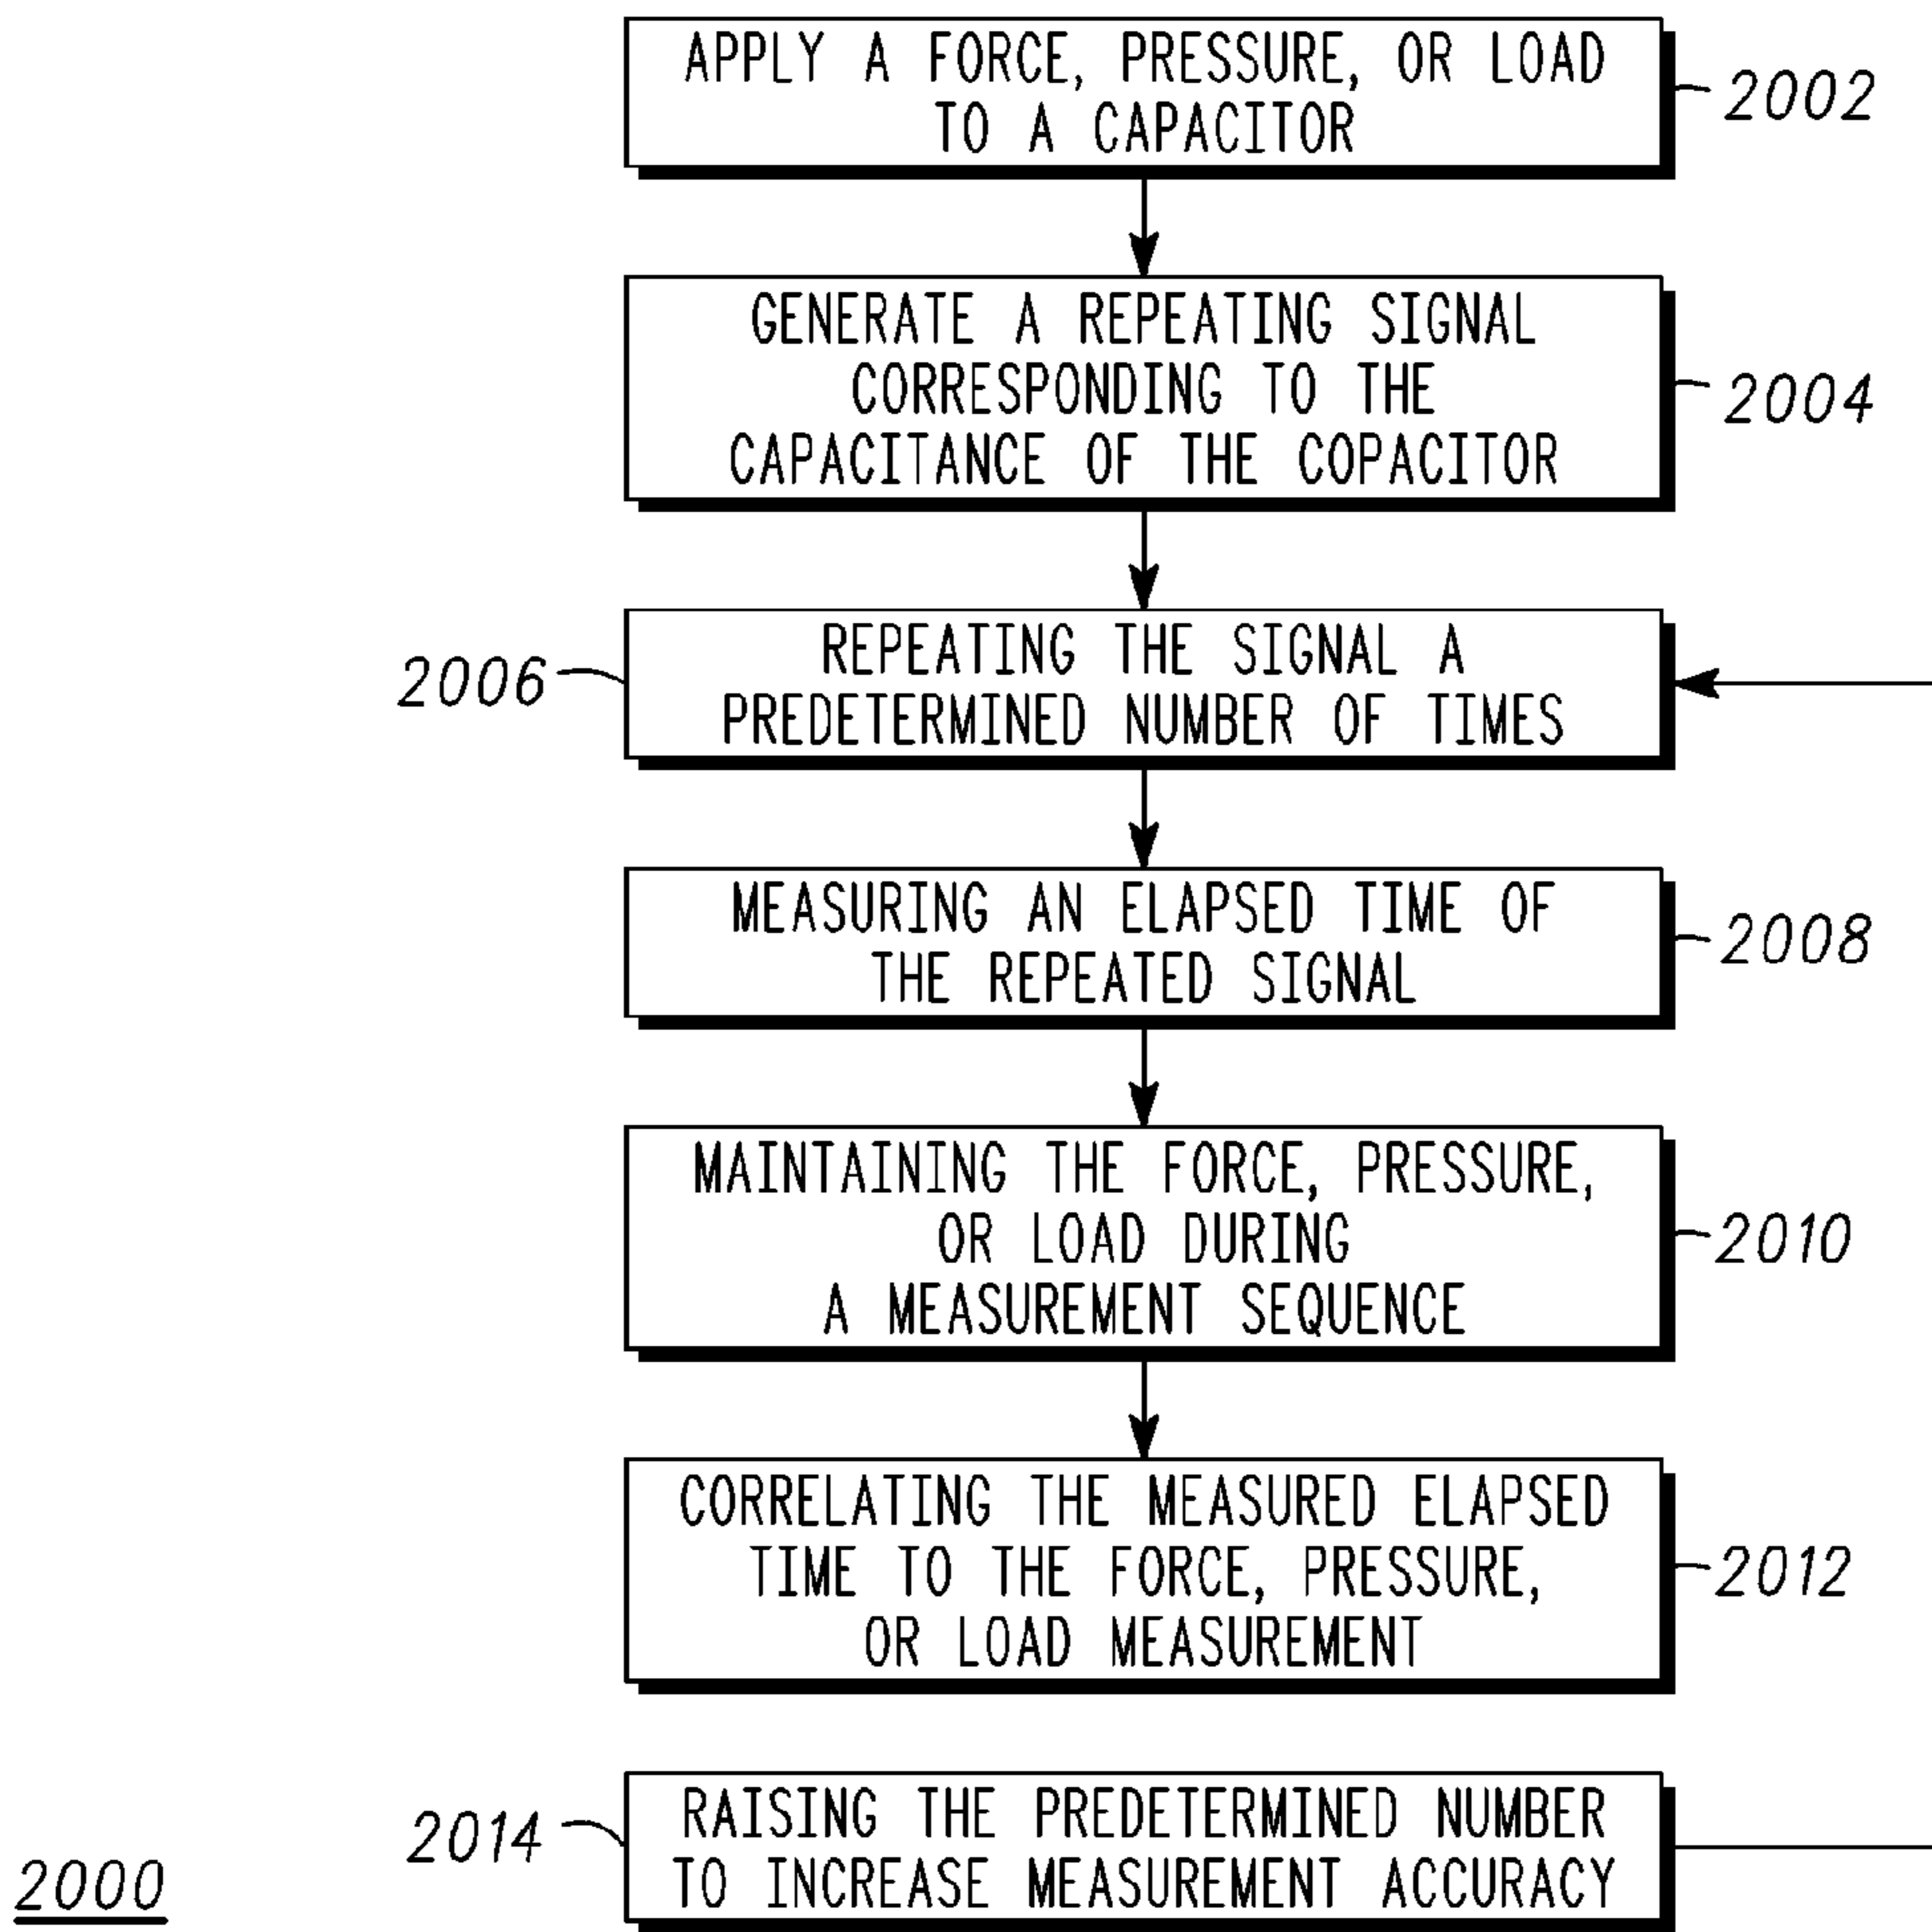 APPLY A FORCE, PRESSURE, OR LOAD
TO A CAPACITOR
2002
GENERATE A REPEATING SIGNAL
CORRESPONDING TO THE
CAPACITANCE OF THE COPACITOR
2004
2006
REPEATING THE SIGNAL A
PREDETERMINED NUMBER OF TIMES
MEASURING AN ELAPSED TIME OF
THE REPEATED SIGNAL
2008
MAINTAINING THE FORCE, PRESSURE,
OR LOAD DURING
A MEASUREMENT SEQUENCE
2010
CORRELATING THE MEASURED ELAPSED
TIME TO THE FORCE, PRESSURE,
OR LOAD MEASUREMENT
2012
2014
RAISING THE PREDETERMINED NUMBER
TO INCREASE MEASUREMENT ACCURACY
2000